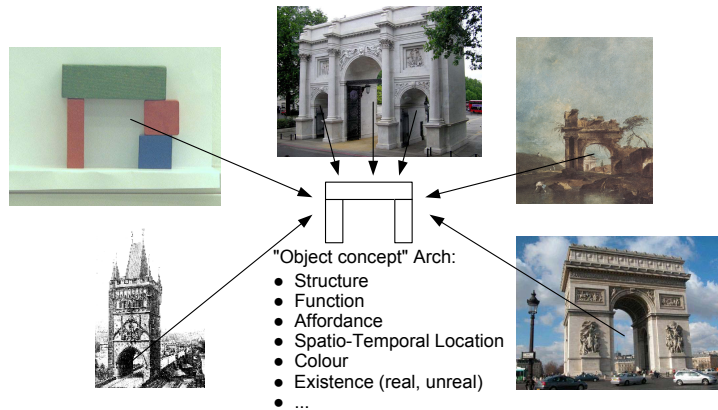 "Object concept" Arch:
● Structure
● Function
● Affordance
● Spatio-Temporal Location
● Colour
● Existence (real, unreal)
● ...